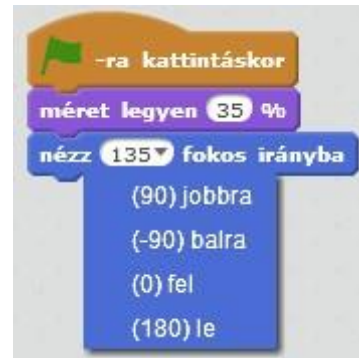 -ra kattintáskor
méret legyen 35 %
nézz 135 fokos irányba
(90) jobbra
(-90) balra
(0) fel
(180) le